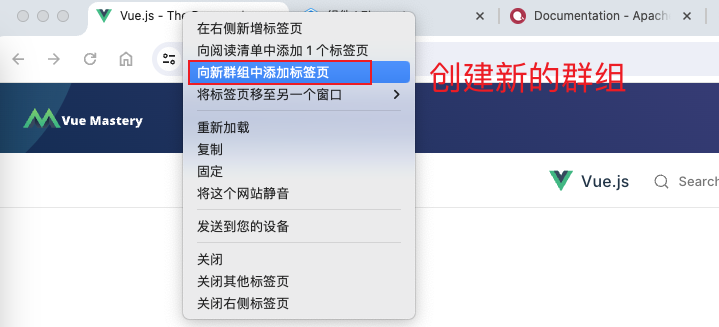 Vue.js - The
Documentation - Apach
在右侧新增标签页
向阅读清单中添加 1 个标签页
向新群组中添加标签页
创建新的群组
将标签页移至另一个窗口
Vue Mastery
重新加载
复制
固定
Vue.js
Search
将这个网站静音
发送到您的设备
关闭
关闭其他标签页
关闭右侧标签页